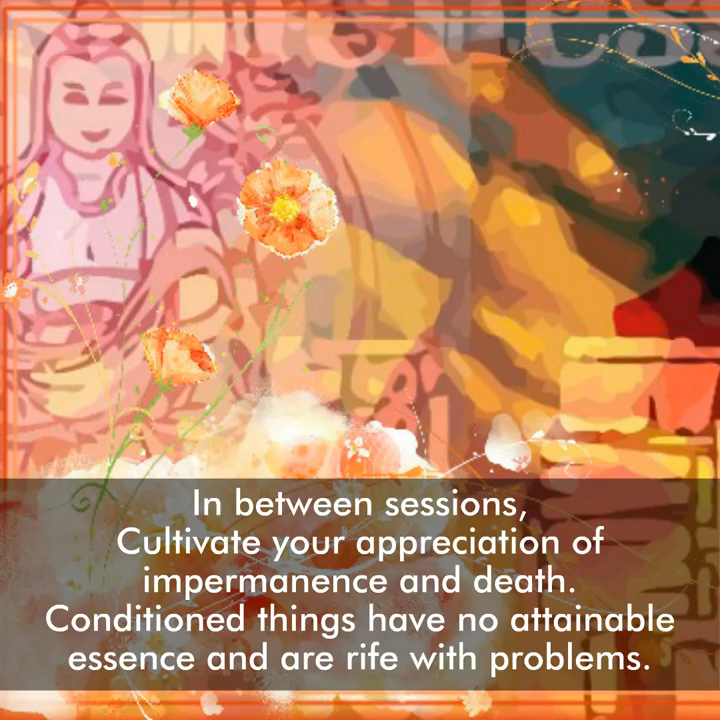 In between sessions,
Cultivate your appreciation of
impermanence and death.
Conditioned things have no attainable
essence and are rife with problems.